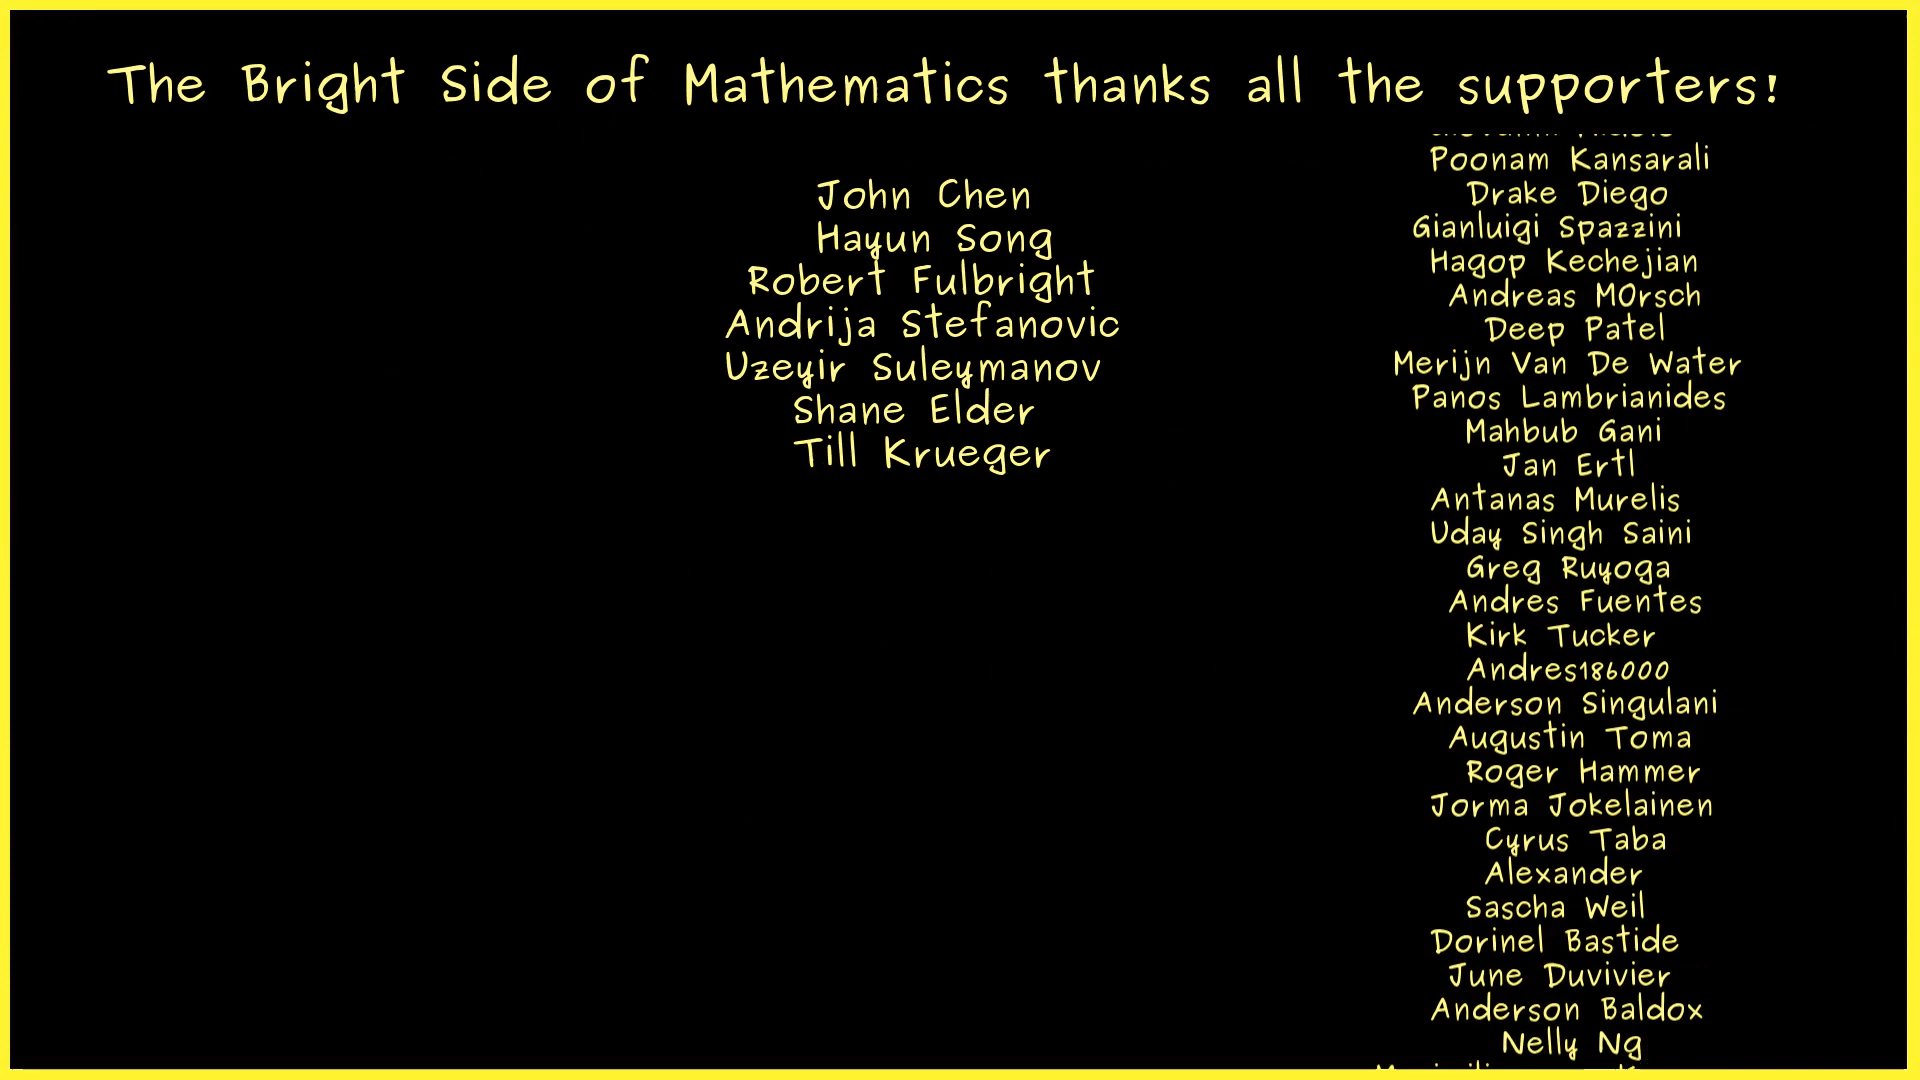 The Bright Side of Mathematics thanks all the supporters!
John Chen
Hayun Song
Robert Fulbright
Andrija Stefanovic
Uzeyir Suleymanov
Shane Elder
Till Krueger
Poonam Kansarali
Drake Diego
Gianluigi Spazzini
Hagop Kechejian
Andreas MOrsch
Deep Patel
Merijn Van De Water
Panos Lambrianides
Mahbub Gani
Jan Ertl
Antanas Murelis
Uday Singh Saini
Greg Ruyoga
Andres Fuentes
Kirk Tucker
Andres186000
Anderson Singulani
Augustin Toma
Roger Hammer
Jorma Jokelainen
Cyrus Taba
Alexander
Sascha Weil
Dorinel Bastide
June Duvivier
Anderson Baldox
Nelly Ng